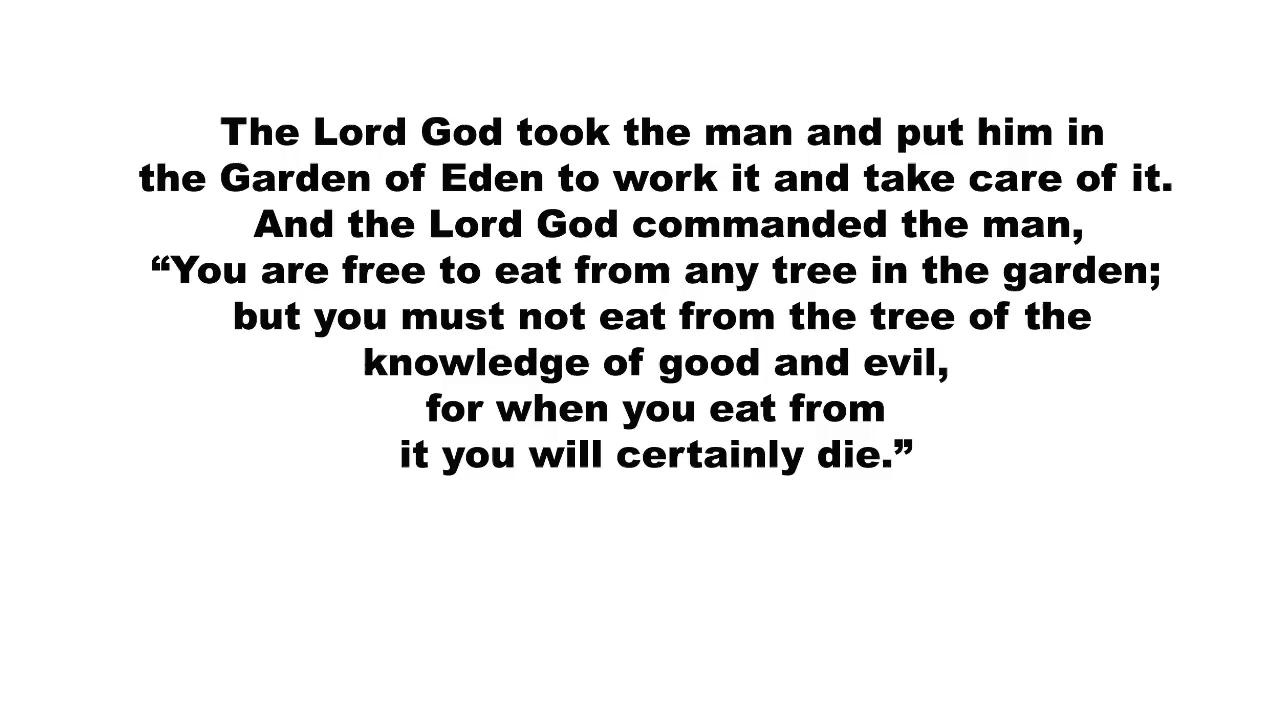 The Lord God took the man and put him in
the Garden of Eden to work it and take care of it.
And the Lord God commanded the man,
“You are free to eat from any tree in the garden;
but you must not eat from the tree of the
knowledge of good and evil,
for when you eat from
it you will certainly die.”